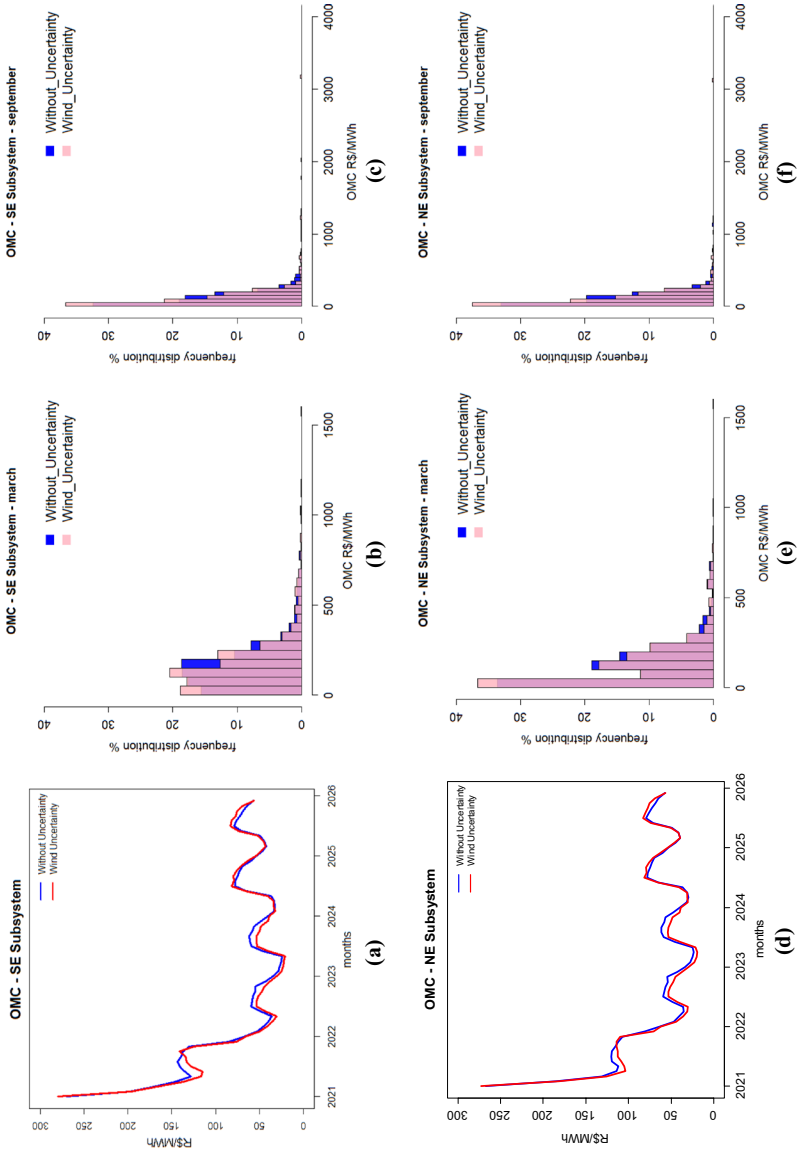 OMC - SE Subsystem
Without Uncertainty
Wind Uncertainty
R$/MWh
300
250
200
150
100
50
0
2021
2022
2023
2024
2025
2026
months
(a)
OMC - SE Subsystem - march
Without_Uncertainty
Wind_Uncertainty
frequency distribution %
40
30
20
10
0
0
500
1000
1500
OMC R$/MWh
(b)
OMC - SE Subsystem - september
Without_Uncertainty
Wind_Uncertainty
frequency distribution %
40
30
20
10
0
0
1000
2000
3000
4000
OMC R$/MWh
(c)
OMC - NE Subsystem
Without Uncertainty
Wind Uncertainty
R$/MWh
300
250
200
150
100
50
0
2021
2022
2023
2024
2025
2026
months
(d)
OMC - NE Subsystem - march
Without_Uncertainty
Wind_Uncertainty
frequency distribution %
40
30
20
10
0
0
500
1000
1500
OMC R$/MWh
(e)
OMC - NE Subsystem - september
Without_Uncertainty
Wind_Uncertainty
frequency distribution %
40
30
20
10
0
0
1000
2000
3000
4000
OMC R$/MWh
(f)